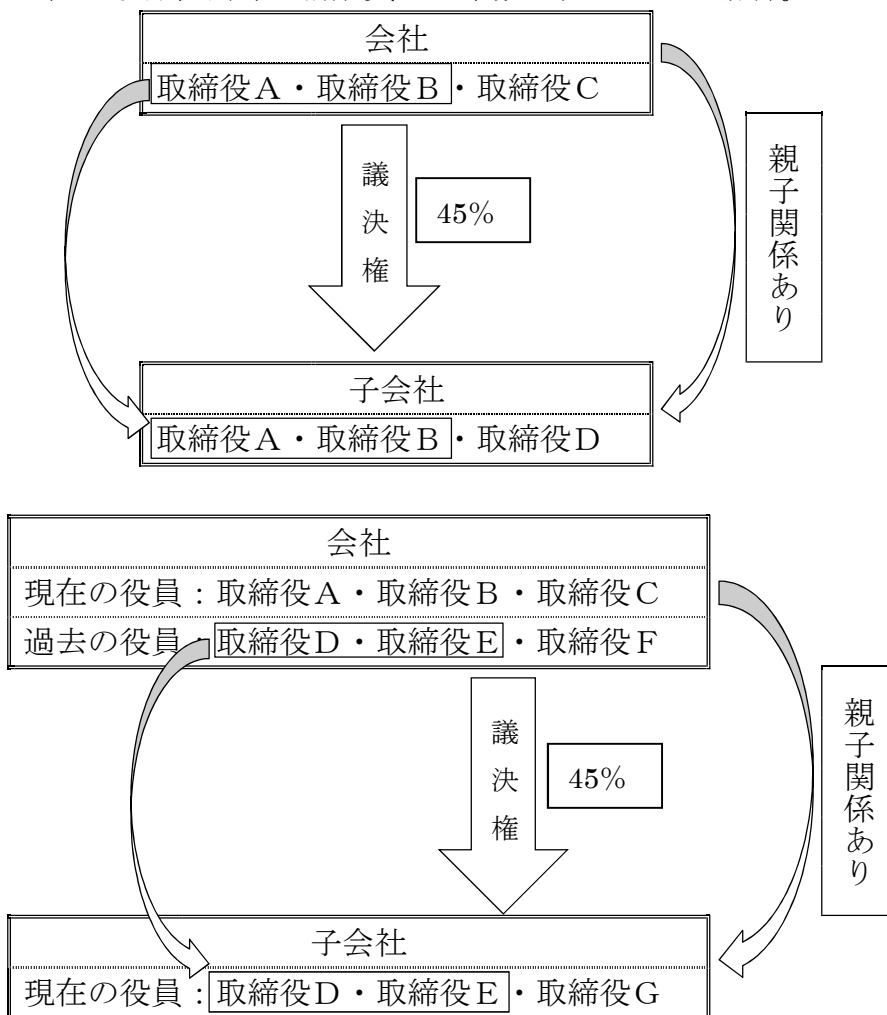 会社
取締役A・取締役B・取締役C
議決権
45%
親子関係あり
子会社
取締役A・取締役B・取締役D
会社
現在の役員：取締役A・取締役B・取締役C
過去の役員：取締役D・取締役E・取締役F
議決権
45%
親子関係あり
子会社
現在の役員：取締役D・取締役E・取締役G